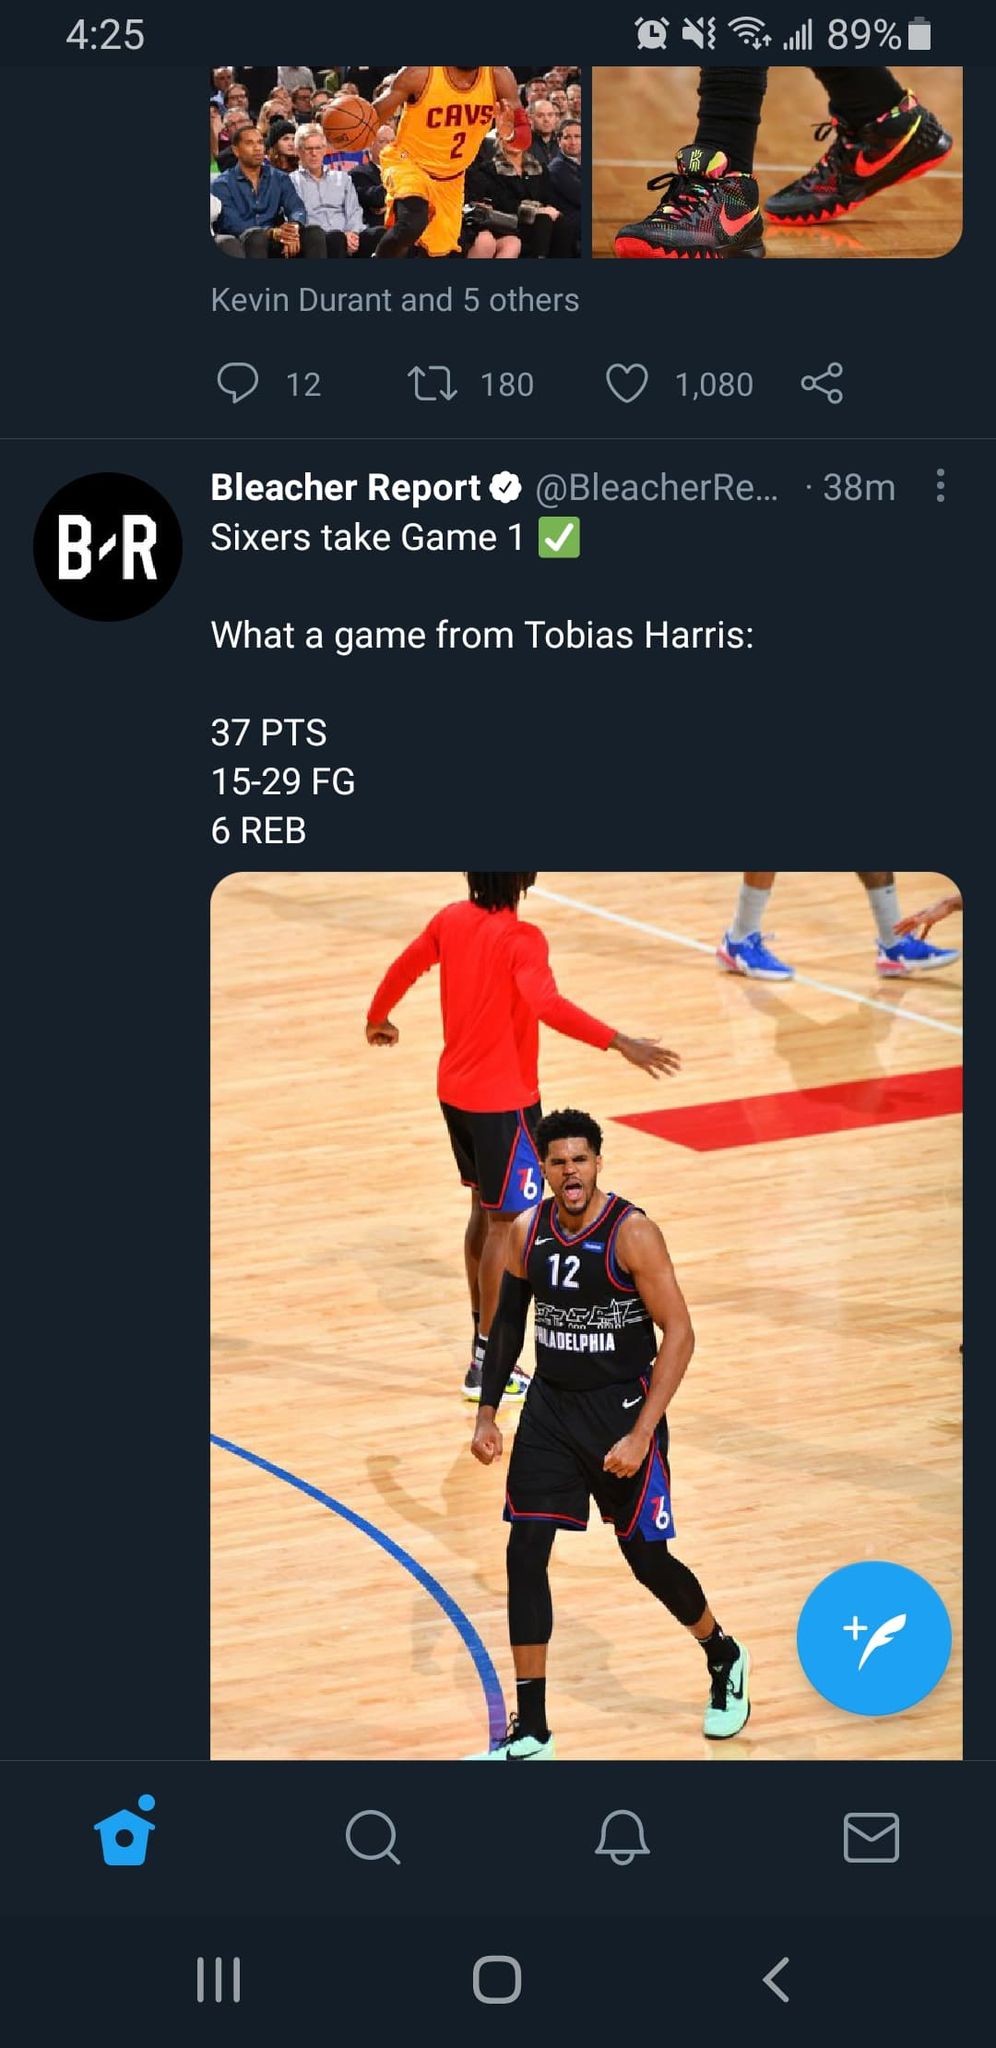 4:25
89%
CAVS
2
Kevin Durant and 5 others
12 180 1,080
B/R
Bleacher Report @BleacherRe... · 38m
Sixers take Game 1 ✅
What a game from Tobias Harris:
37 PTS
15-29 FG
6 REB
76
12
PHILADELPHIA
76